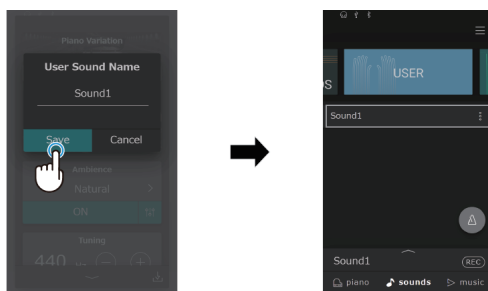 Piano Variation
User Sound Name
Sound1
Save Cancel
Ambience
Natural
ON
Tuning
440
USER
Sound1
Sound1
REC
piano sounds music